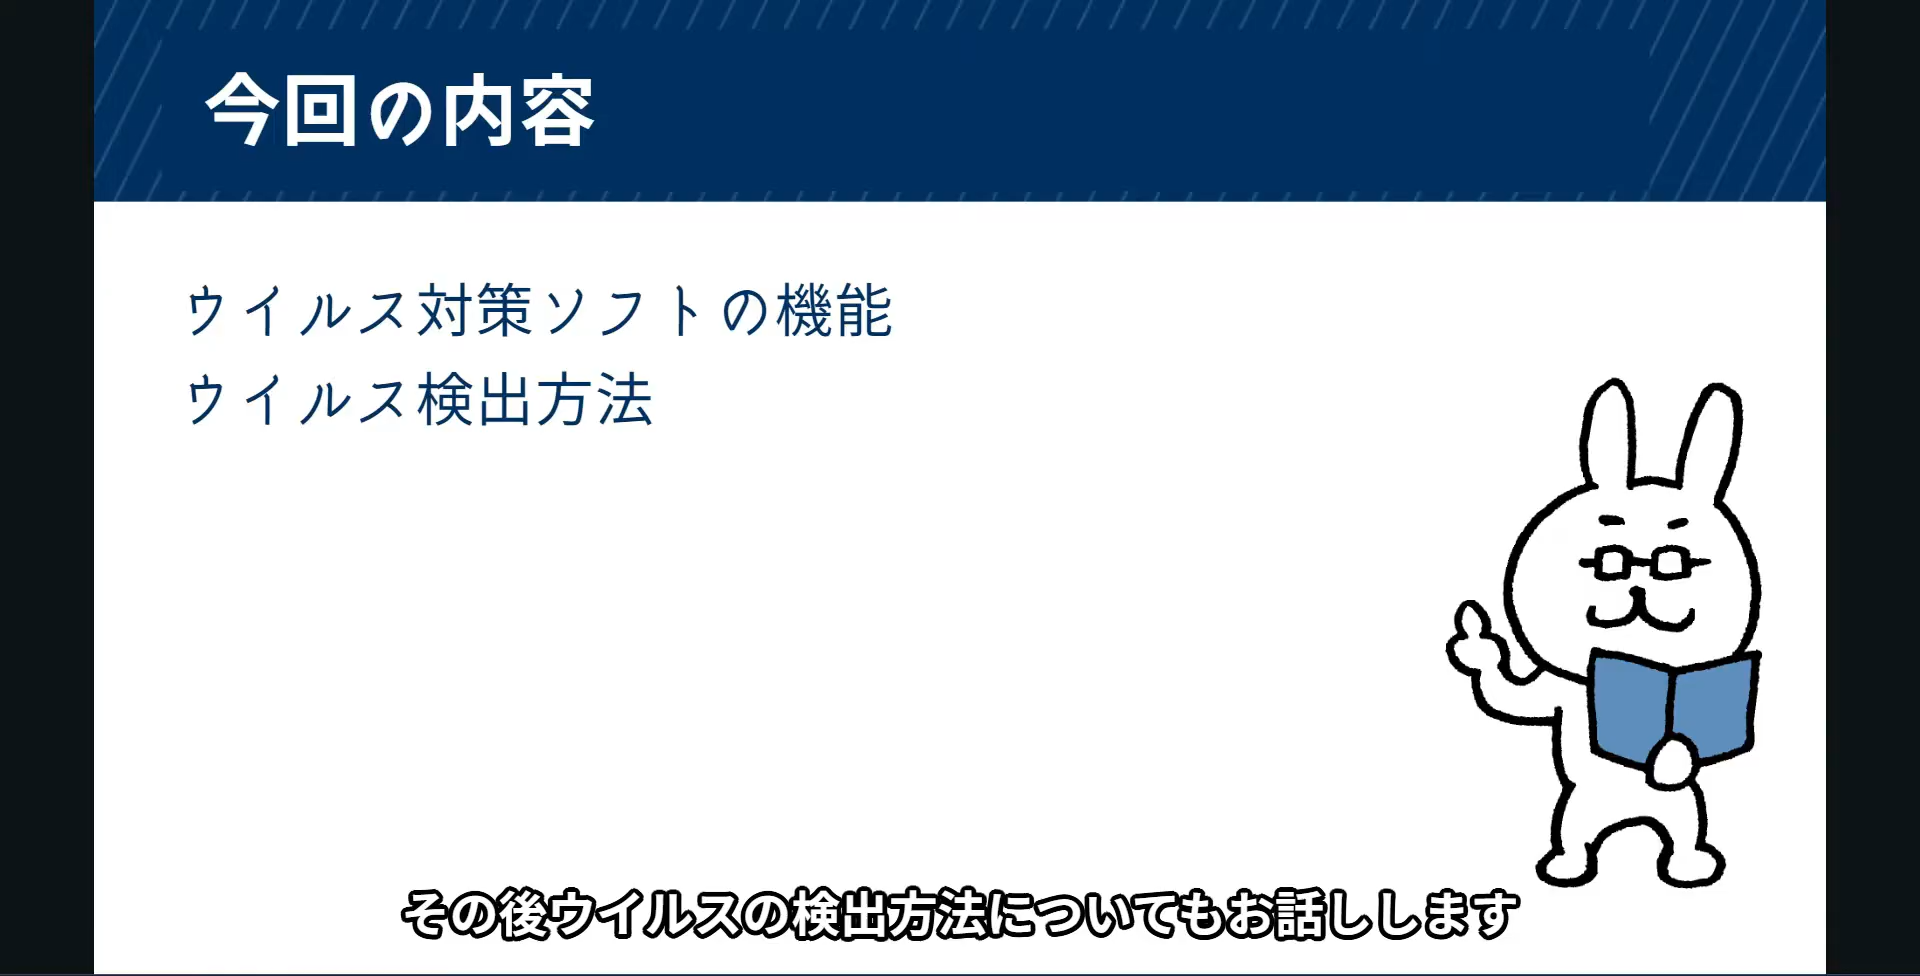 今回の内容
ウイルス対策ソフトの機能
ウイルス検出方法
その後ウイルスの検出方法についてもお話しします